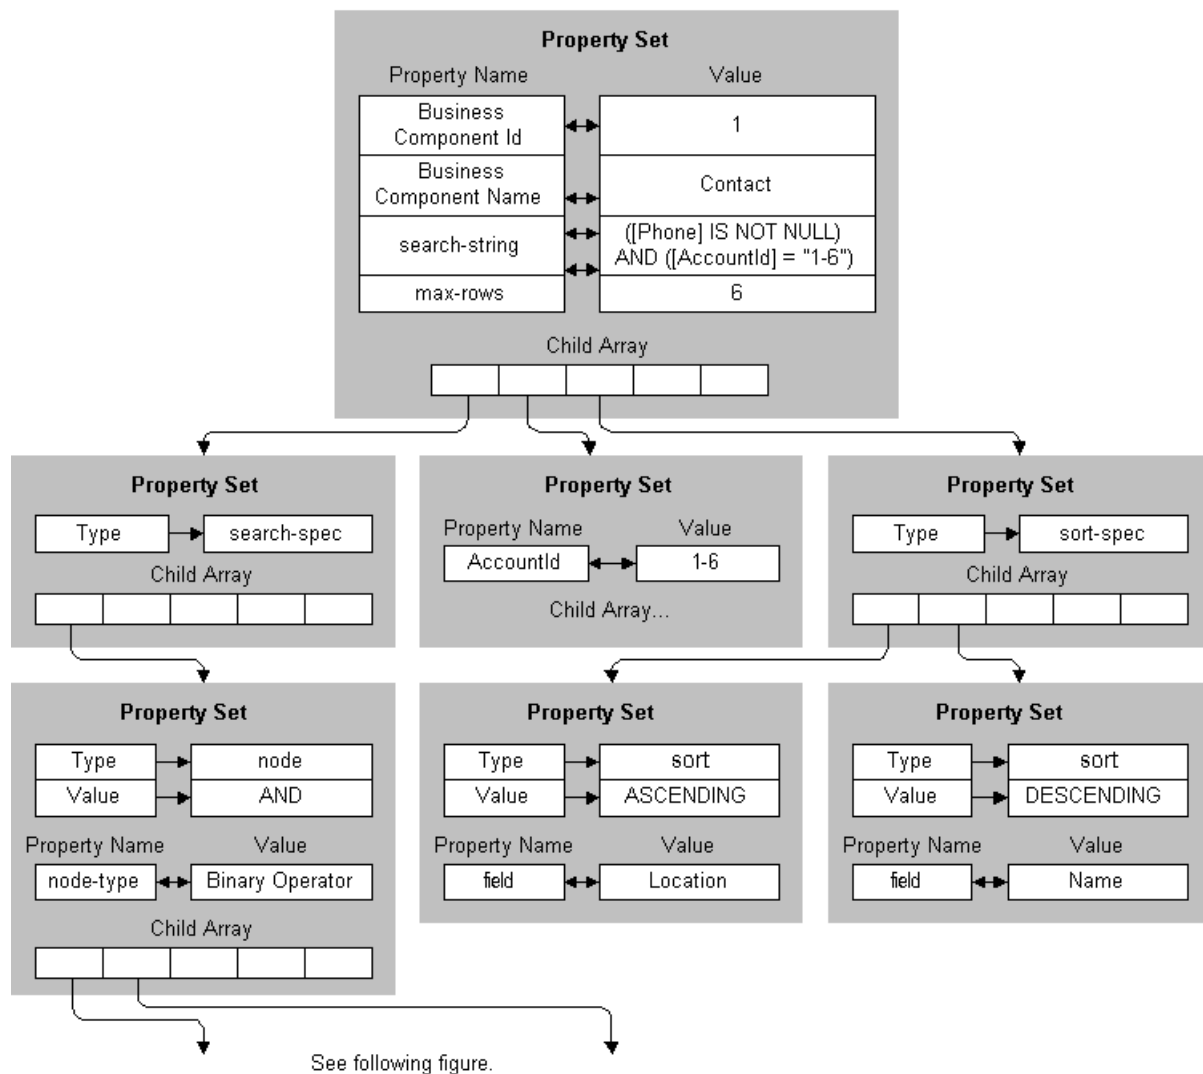 Property Set
Property Name Value
Business
Component Id
1
Business
Component Name
Contact
search-string
([Phone] IS NOT NULL)
AND ([AccountId] = "1-6")
max-rows
6
Child Array
Property Set
Type search-spec
Child Array
Property Set
Property Name Value
AccountId 1-6
Child Array...
Property Set
Type sort-spec
Child Array
Property Set
Type node
Value AND
Property Name Value
node-type Binary Operator
Child Array
Property Set
Type sort
Value ASCENDING
Property Name Value
field Location
Property Set
Type sort
Value DESCENDING
Property Name Value
field Name
See following figure.